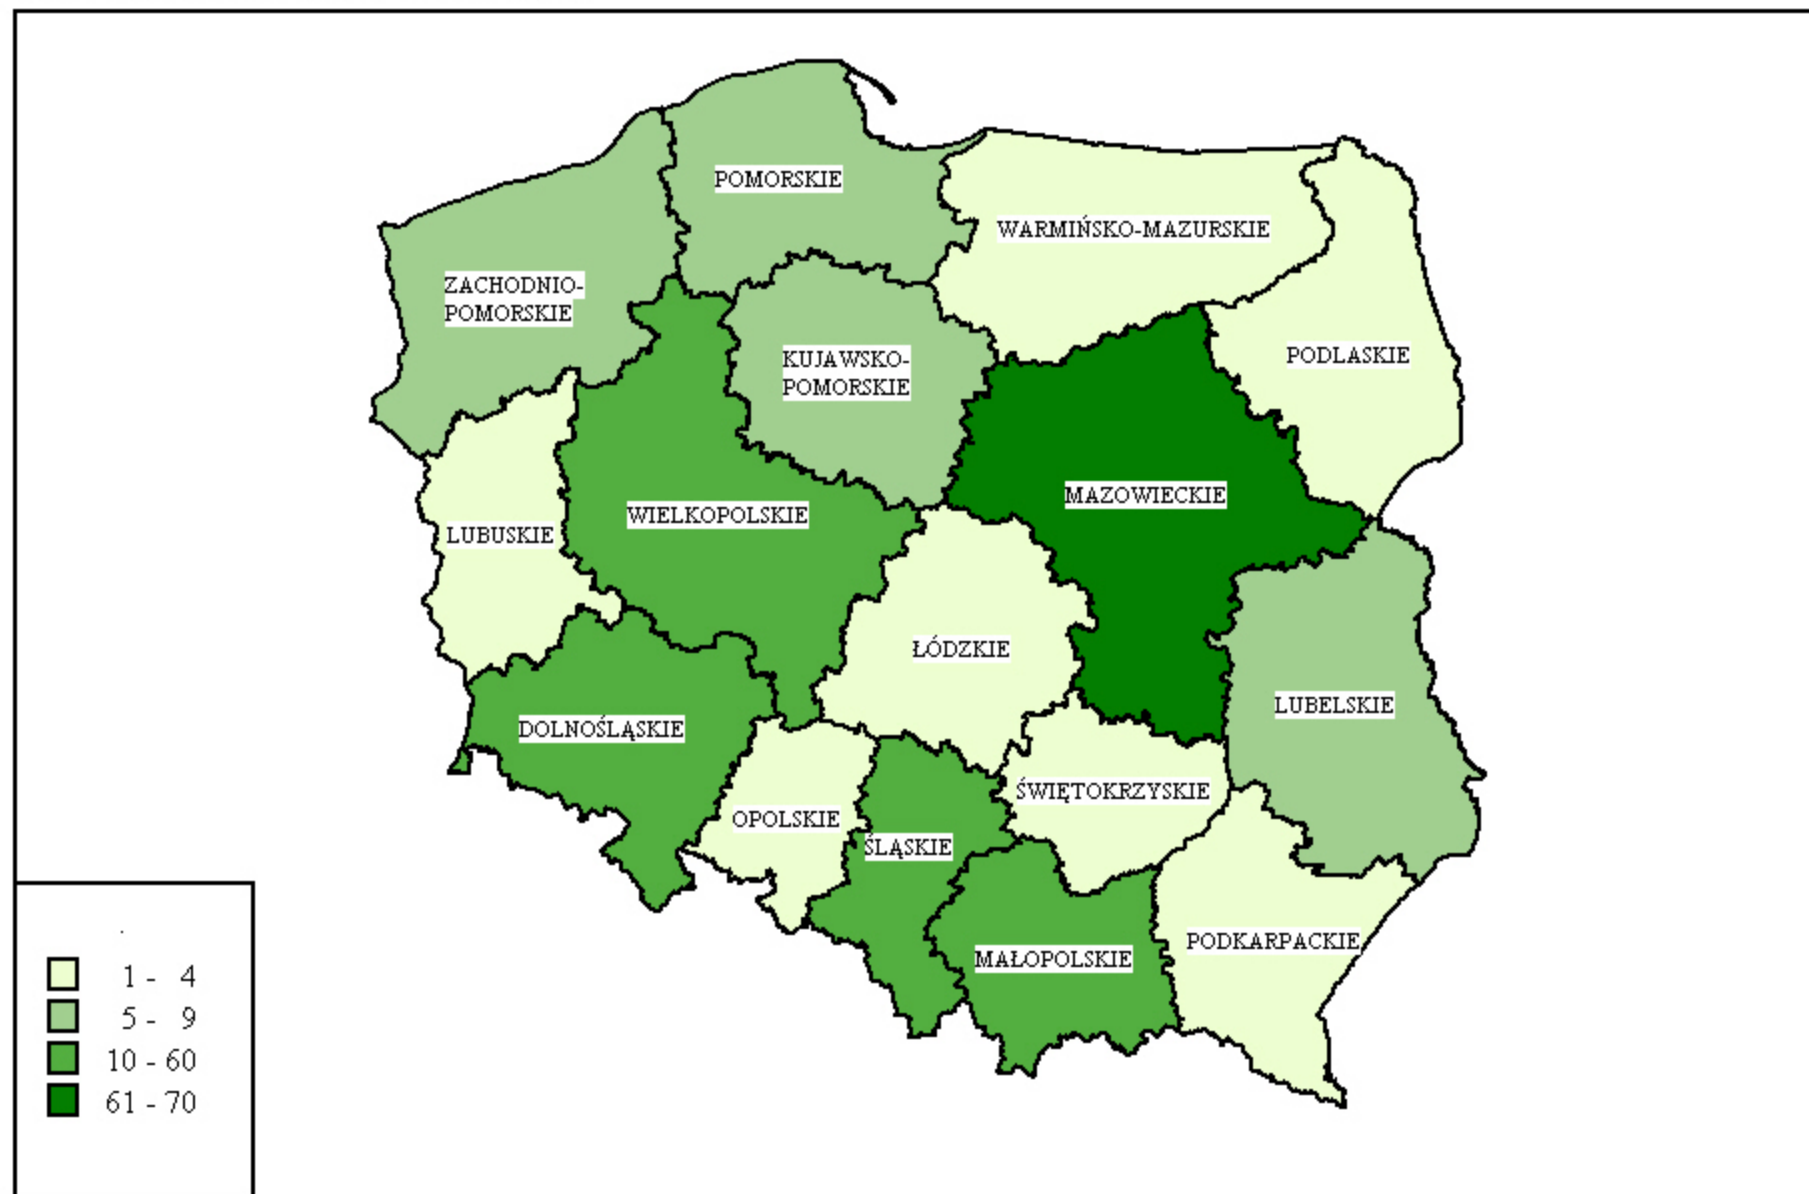 POMORSKIE
WARMIŃSKO-MAZURSKIE
ZACHODNIO-
POMORSKIE
KUJAWSKO-
POMORSKIE
PODLASKIE
MAZOWIECKIE
WIELKOPOLSKIE
LUBUSKIE
ŁÓDZKIE
LUBELSKIE
DOLNOŚLĄSKIE
ŚWIĘTOKRZYSKIE
OPOLSKIE
ŚLĄSKIE
PODKARPACKIE
MAŁOPOLSKIE
.
1 - 4
5 - 9
10 - 60
61 - 70